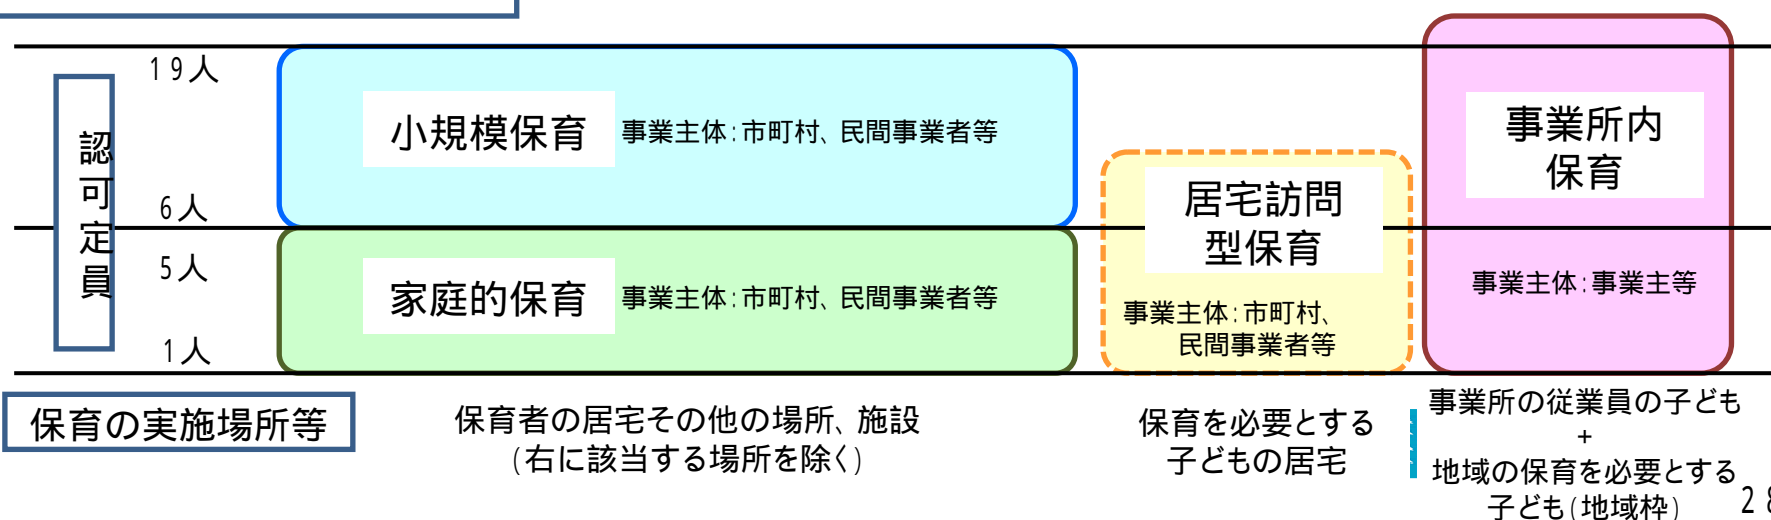 認可定員
19人
6人
5人
1人
小規模保育
事業主体:市町村、民間事業者等
家庭的保育
事業主体:市町村、民間事業者等
居宅訪問
型保育
事業主体:市町村、
民間事業者等
事業所内
保育
事業主体:事業主等
保育の実施場所等
保育者の居宅その他の場所、施設
(右に該当する場所を除く)
保育を必要とする
子どもの居宅
事業所の従業員の子ども
+
地域の保育を必要とする
子ども(地域枠)